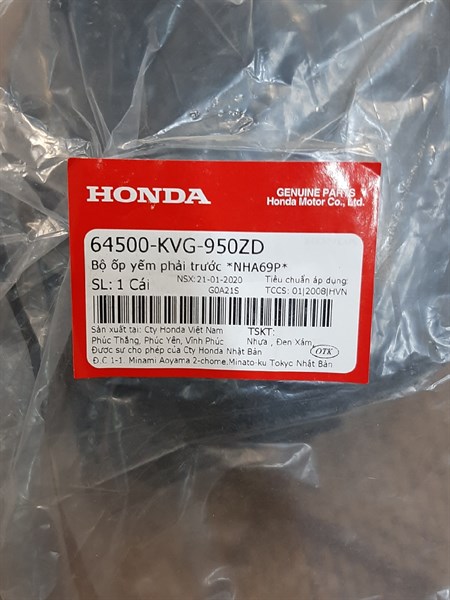 HONDA
GENUINE PARTS
Honda Motor Co., Ltd.
64500-KVG-950ZD
Bộ ốp yếm phải trước *NHA69P*
SL: 1 Cái
NSX:21-01-2020
G0A21S
Tiêu chuẩn áp dụng:
TCCS: 01|2008|HVN
Sản xuất tại: Cty Honda Việt Nam
Phúc Thắng, Phúc Yên, Vĩnh Phúc
Được sự cho phép của Cty Honda Nhật Bản
Đ.C 1-1. Minami Aoyama 2-chome.Minato-ku Tokyo Nhật Bản
TSKT:
Nhựa , Đen Xám
OTK